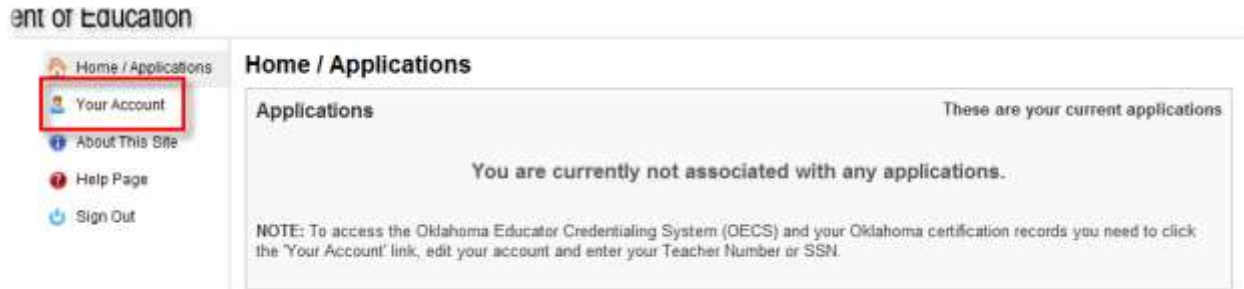 ent of Education
Home / Applications
Your Account
About This Site
Help Page
Sign Out
Home / Applications
Applications
These are your current applications
You are currently not associated with any applications.
NOTE: To access the Oklahoma Educator Credentialing System (OECS) and your Oklahoma certification records you need to click
the 'Your Account' link, edit your account and enter your Teacher Number or SSN.